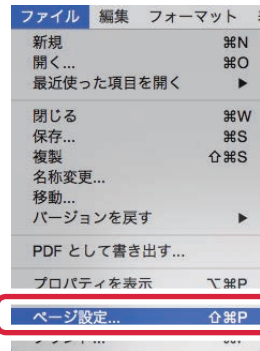 ファイル 編集 フォーマット
新規 ⌘N
開く... ⌘O
最近使った項目を開く ▶
閉じる ⌘W
保存... ⌘S
複製 ⇧⌘S
名称変更...
移動...
バージョンを戻す ▶
PDF として書き出す...
プロパティを表示 ⌥⌘P
ページ設定... ⇧⌘P